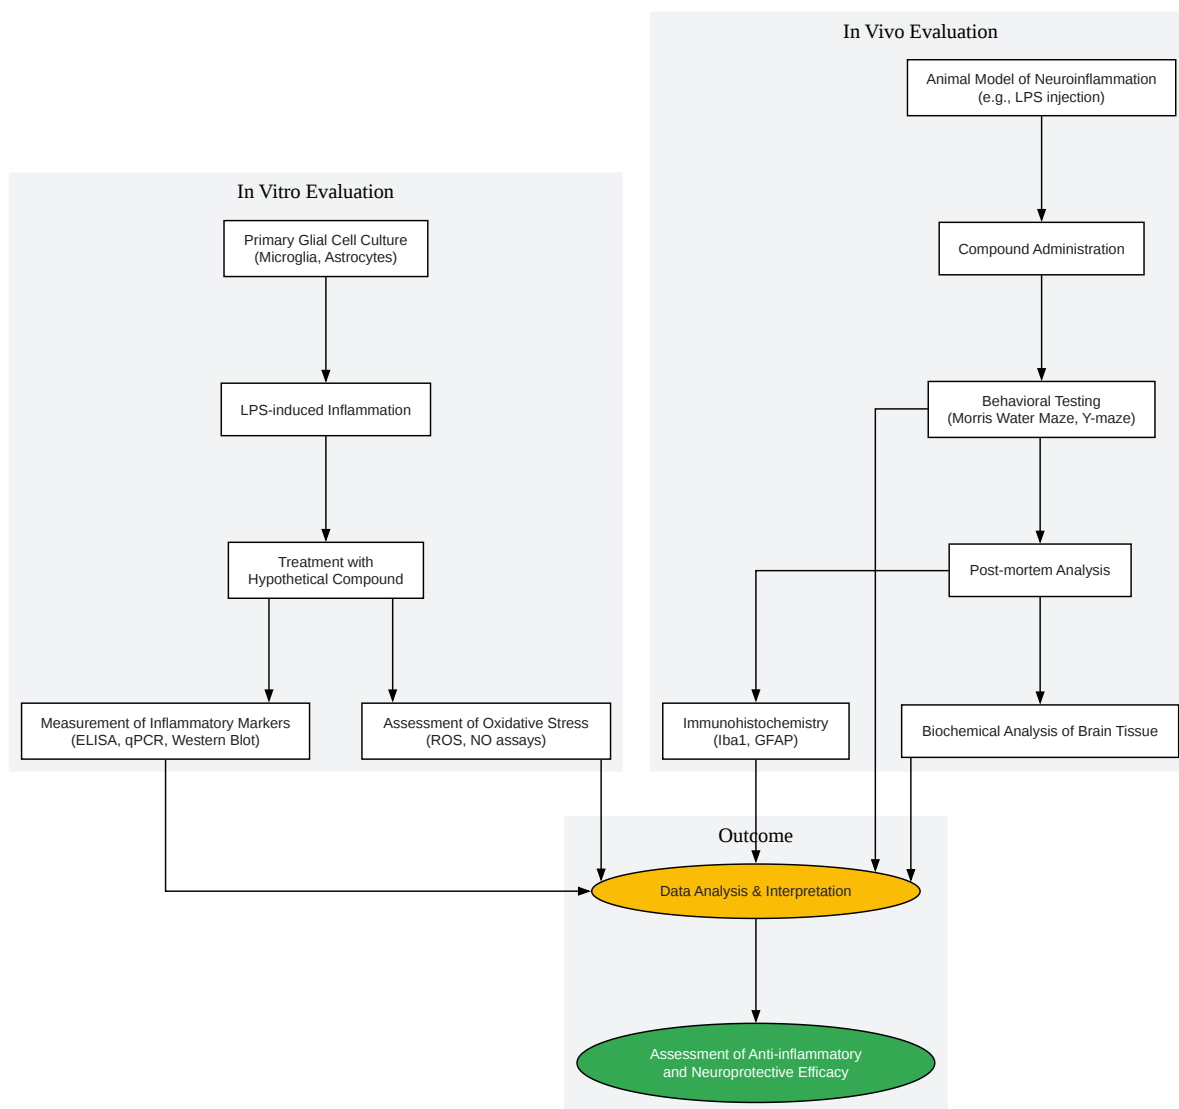 In Vivo Evaluation
Animal Model of Neuroinflammation
(e.g., LPS injection)
Compound Administration
Behavioral Testing
(Morris Water Maze, Y-maze)
Post-mortem Analysis
Immunohistochemistry
(Iba1, GFAP)
Biochemical Analysis of Brain Tissue
In Vitro Evaluation
Primary Glial Cell Culture
(Microglia, Astrocytes)
LPS-induced Inflammation
Treatment with
Hypothetical Compound
Measurement of Inflammatory Markers
(ELISA, qPCR, Western Blot)
Assessment of Oxidative Stress
(ROS, NO assays)
Outcome
Data Analysis & Interpretation
Assessment of Anti-inflammatory
and Neuroprotective Efficacy